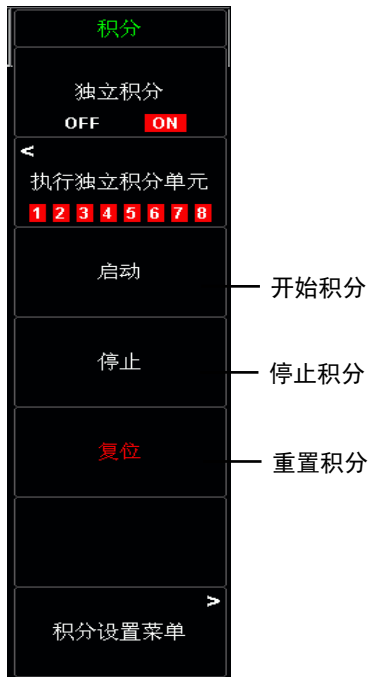 积分
独立积分
OFF ON
<
执行独立积分单元
1 2 3 4 5 6 7 8
启动
开始积分
停止
停止积分
复位
重置积分
>
积分设置菜单